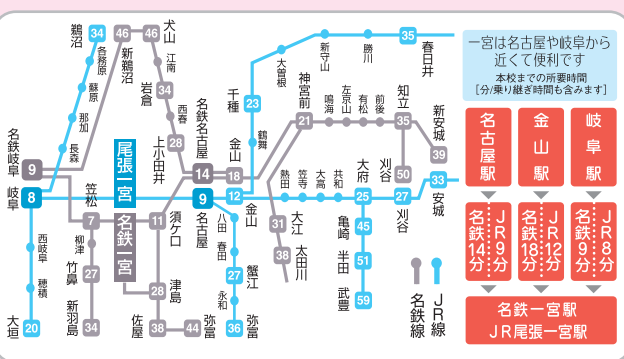 鵜沼
34
各務原
蘇原
那加
長森
46
新鵜沼
46
犬山
江南
34
岩倉
西春
28
上小田井
名鉄岐阜
9
岐阜
8
笠松
7
柳津
27
竹鼻
新羽島
34
西岐阜
穂積
大垣
20
尾張一宮
名鉄一宮
11
須ケ口
28
津島
38
佐屋
44
弥富
名鉄名古屋
14
9
名古屋
18
金山
12
金山
鶴舞
23
千種
大曽根
新守山
勝川
35
春日井
八田
春田
27
蟹江
永和
36
弥富
神宮前
21
鳴海
左京山
有松
前後
知立
35
新安城
39
50
刈谷
31
大江
38
太田川
熱田
笠寺
大高
共和
大府
25
27
刈谷
33
安城
45
亀崎
51
半田
59
武豊
名鉄線
JR線
一宮は名古屋や岐阜から
近くて便利です
本校までの所要時間
[分/乗り継ぎ時間も含みます]
名古屋駅
金山駅
岐阜駅
JR9分
名鉄14分
JR12分
名鉄18分
JR8分
名鉄9分
名鉄一宮駅
JR尾張一宮駅